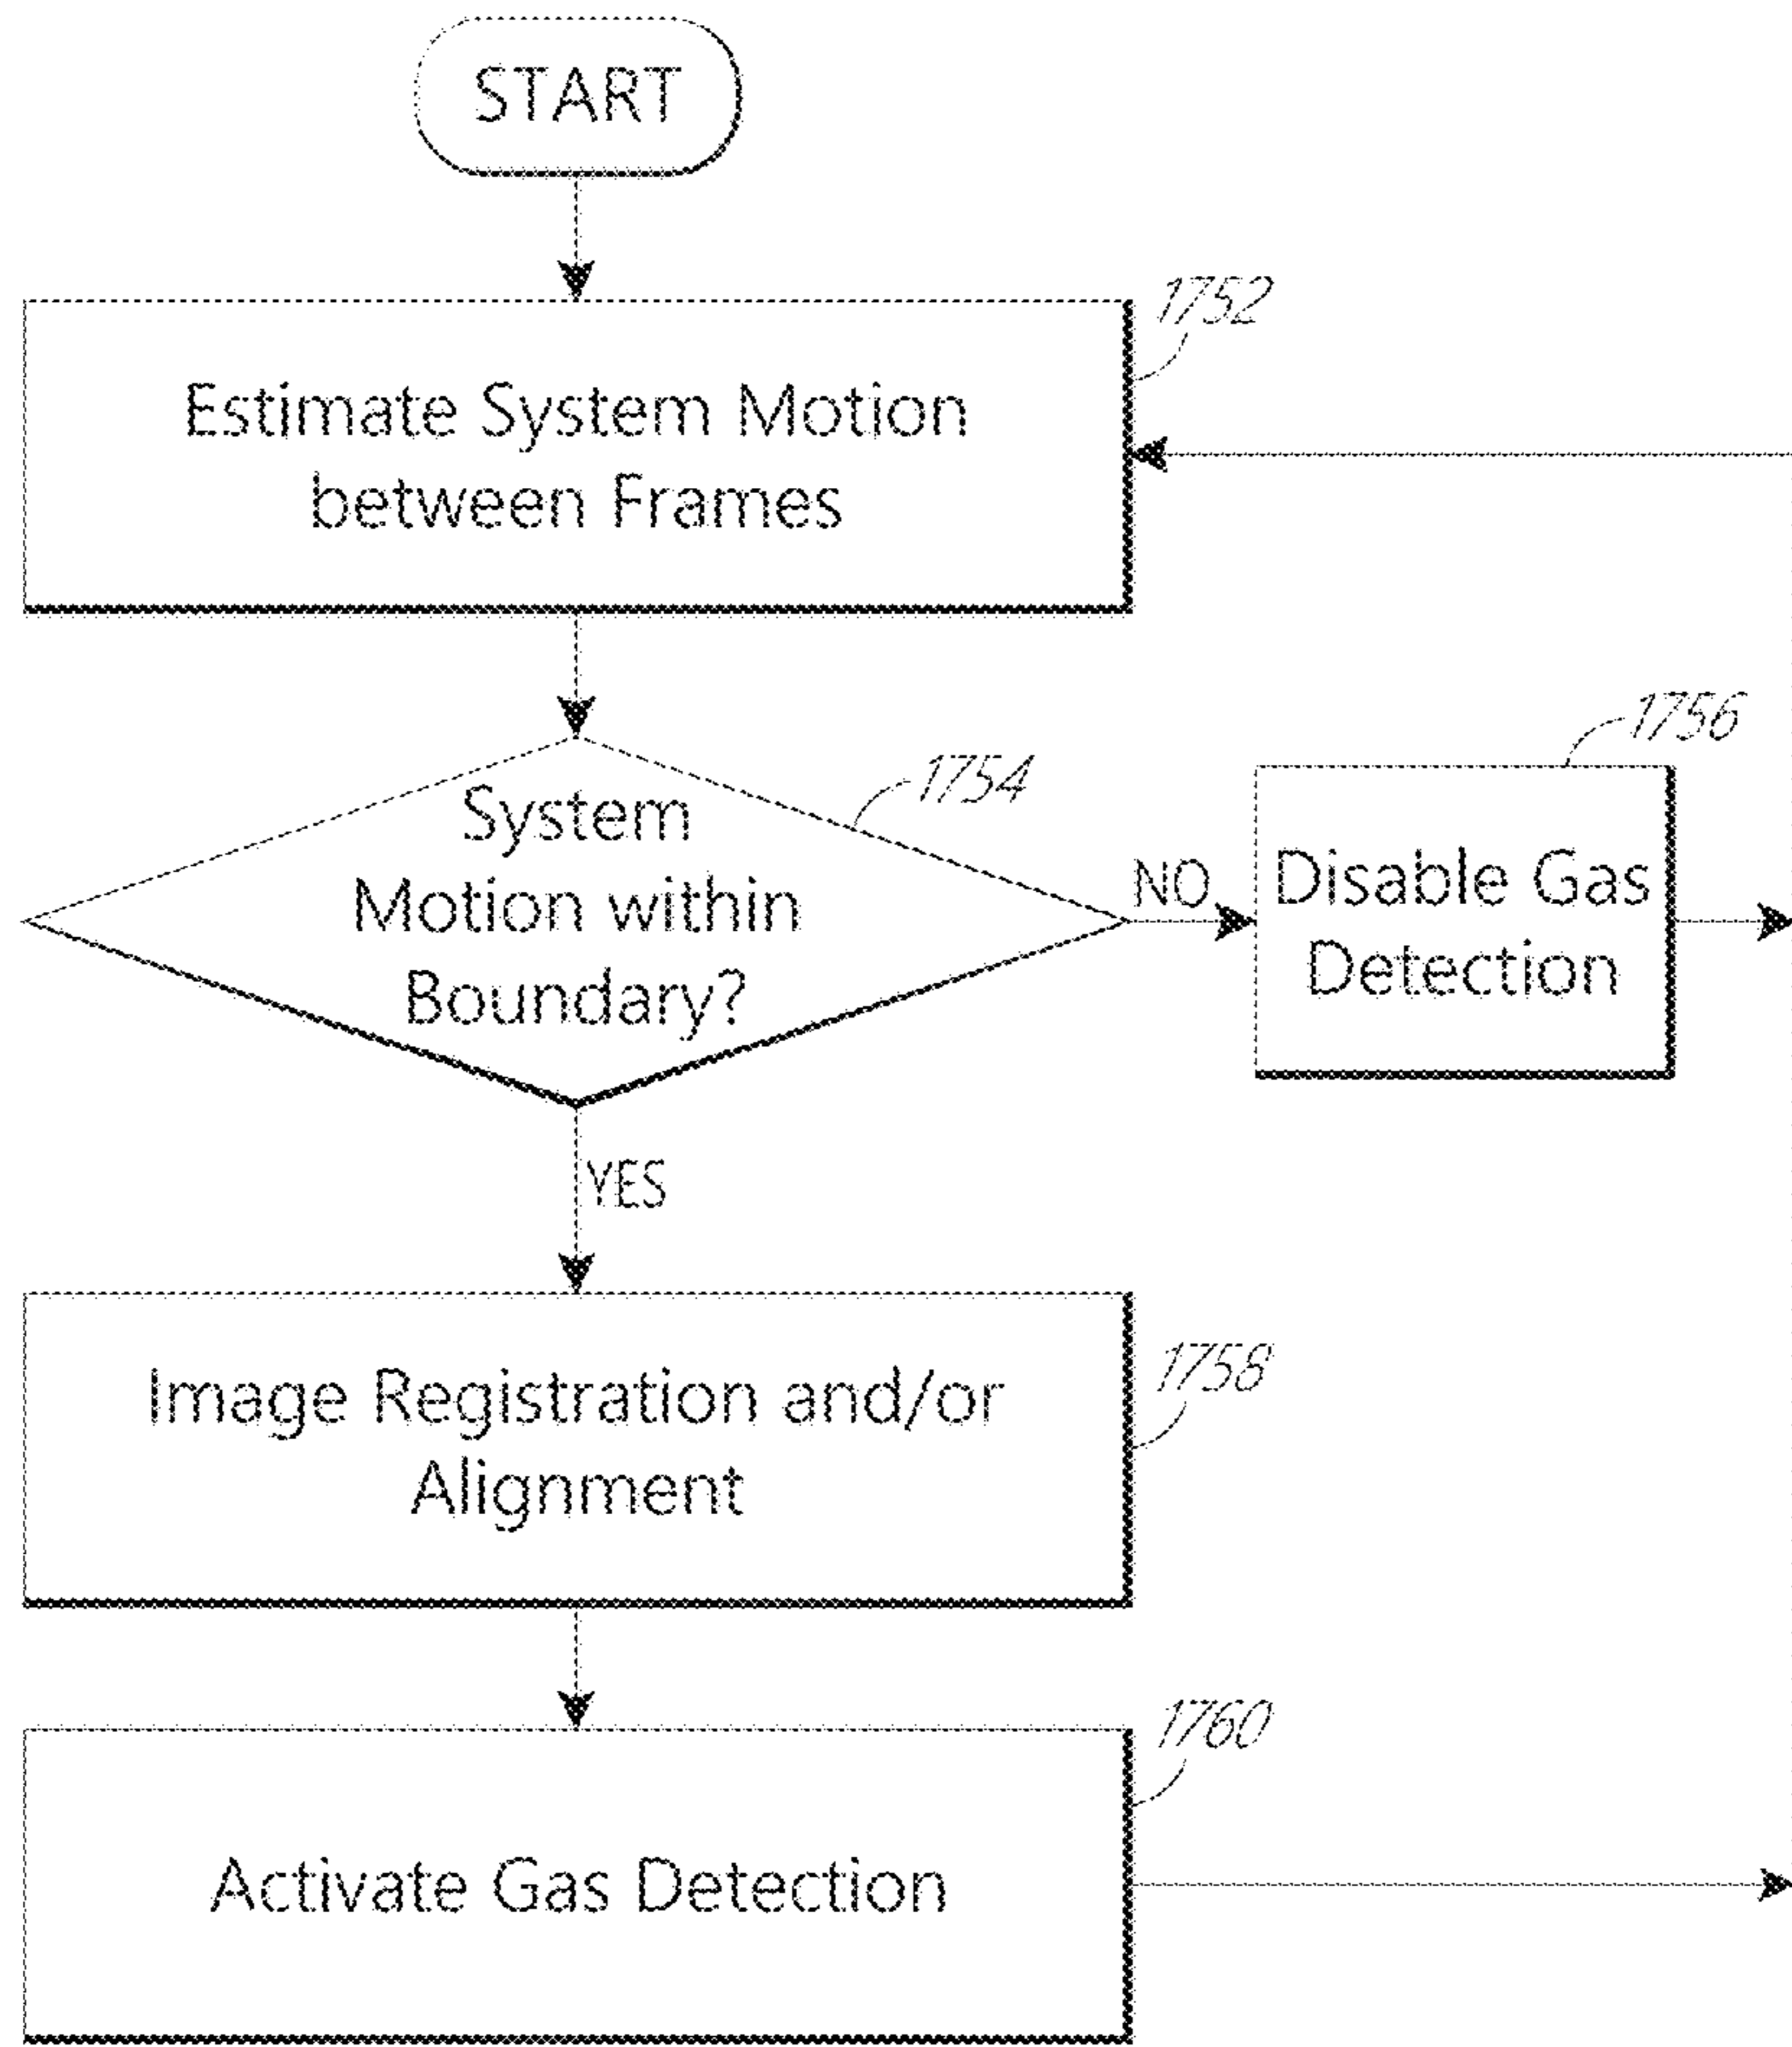 START
1752
Estimate System Motion
between Frames
1754
System
Motion within
Boundary?
NO
1756
Disable Gas
Detection
YES
1758
Image Registration and/or
Alignment
1760
Activate Gas Detection